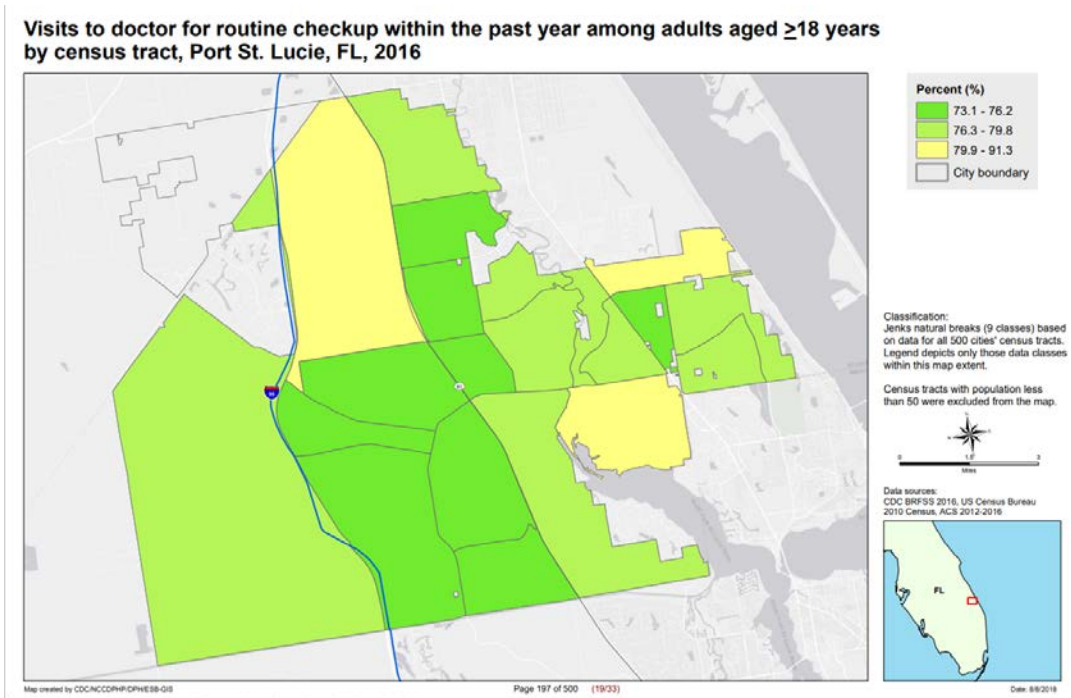 Visits to doctor for routine checkup within the past year among adults aged ≥18 years
by census tract, Port St. Lucie, FL, 2016
Percent (%)
73.1 - 76.2
76.3 - 79.8
79.9 - 91.3
City boundary
Classification:
Jenks natural breaks (9 classes) based
on data for all 500 cities' census tracts.
Legend depicts only those data classes
within this map extent.
Census tracts with population less
than 50 were excluded from the map.
0 1.5 3
Miles
Data sources:
CDC BRFSS 2016, US Census Bureau
2010 Census, ACS 2012-2016
FL
Map created by CDC/NCCDPHP/DPH/ESB-GIS
Page 197 of 500 (19/33)
Date: 8/8/2018